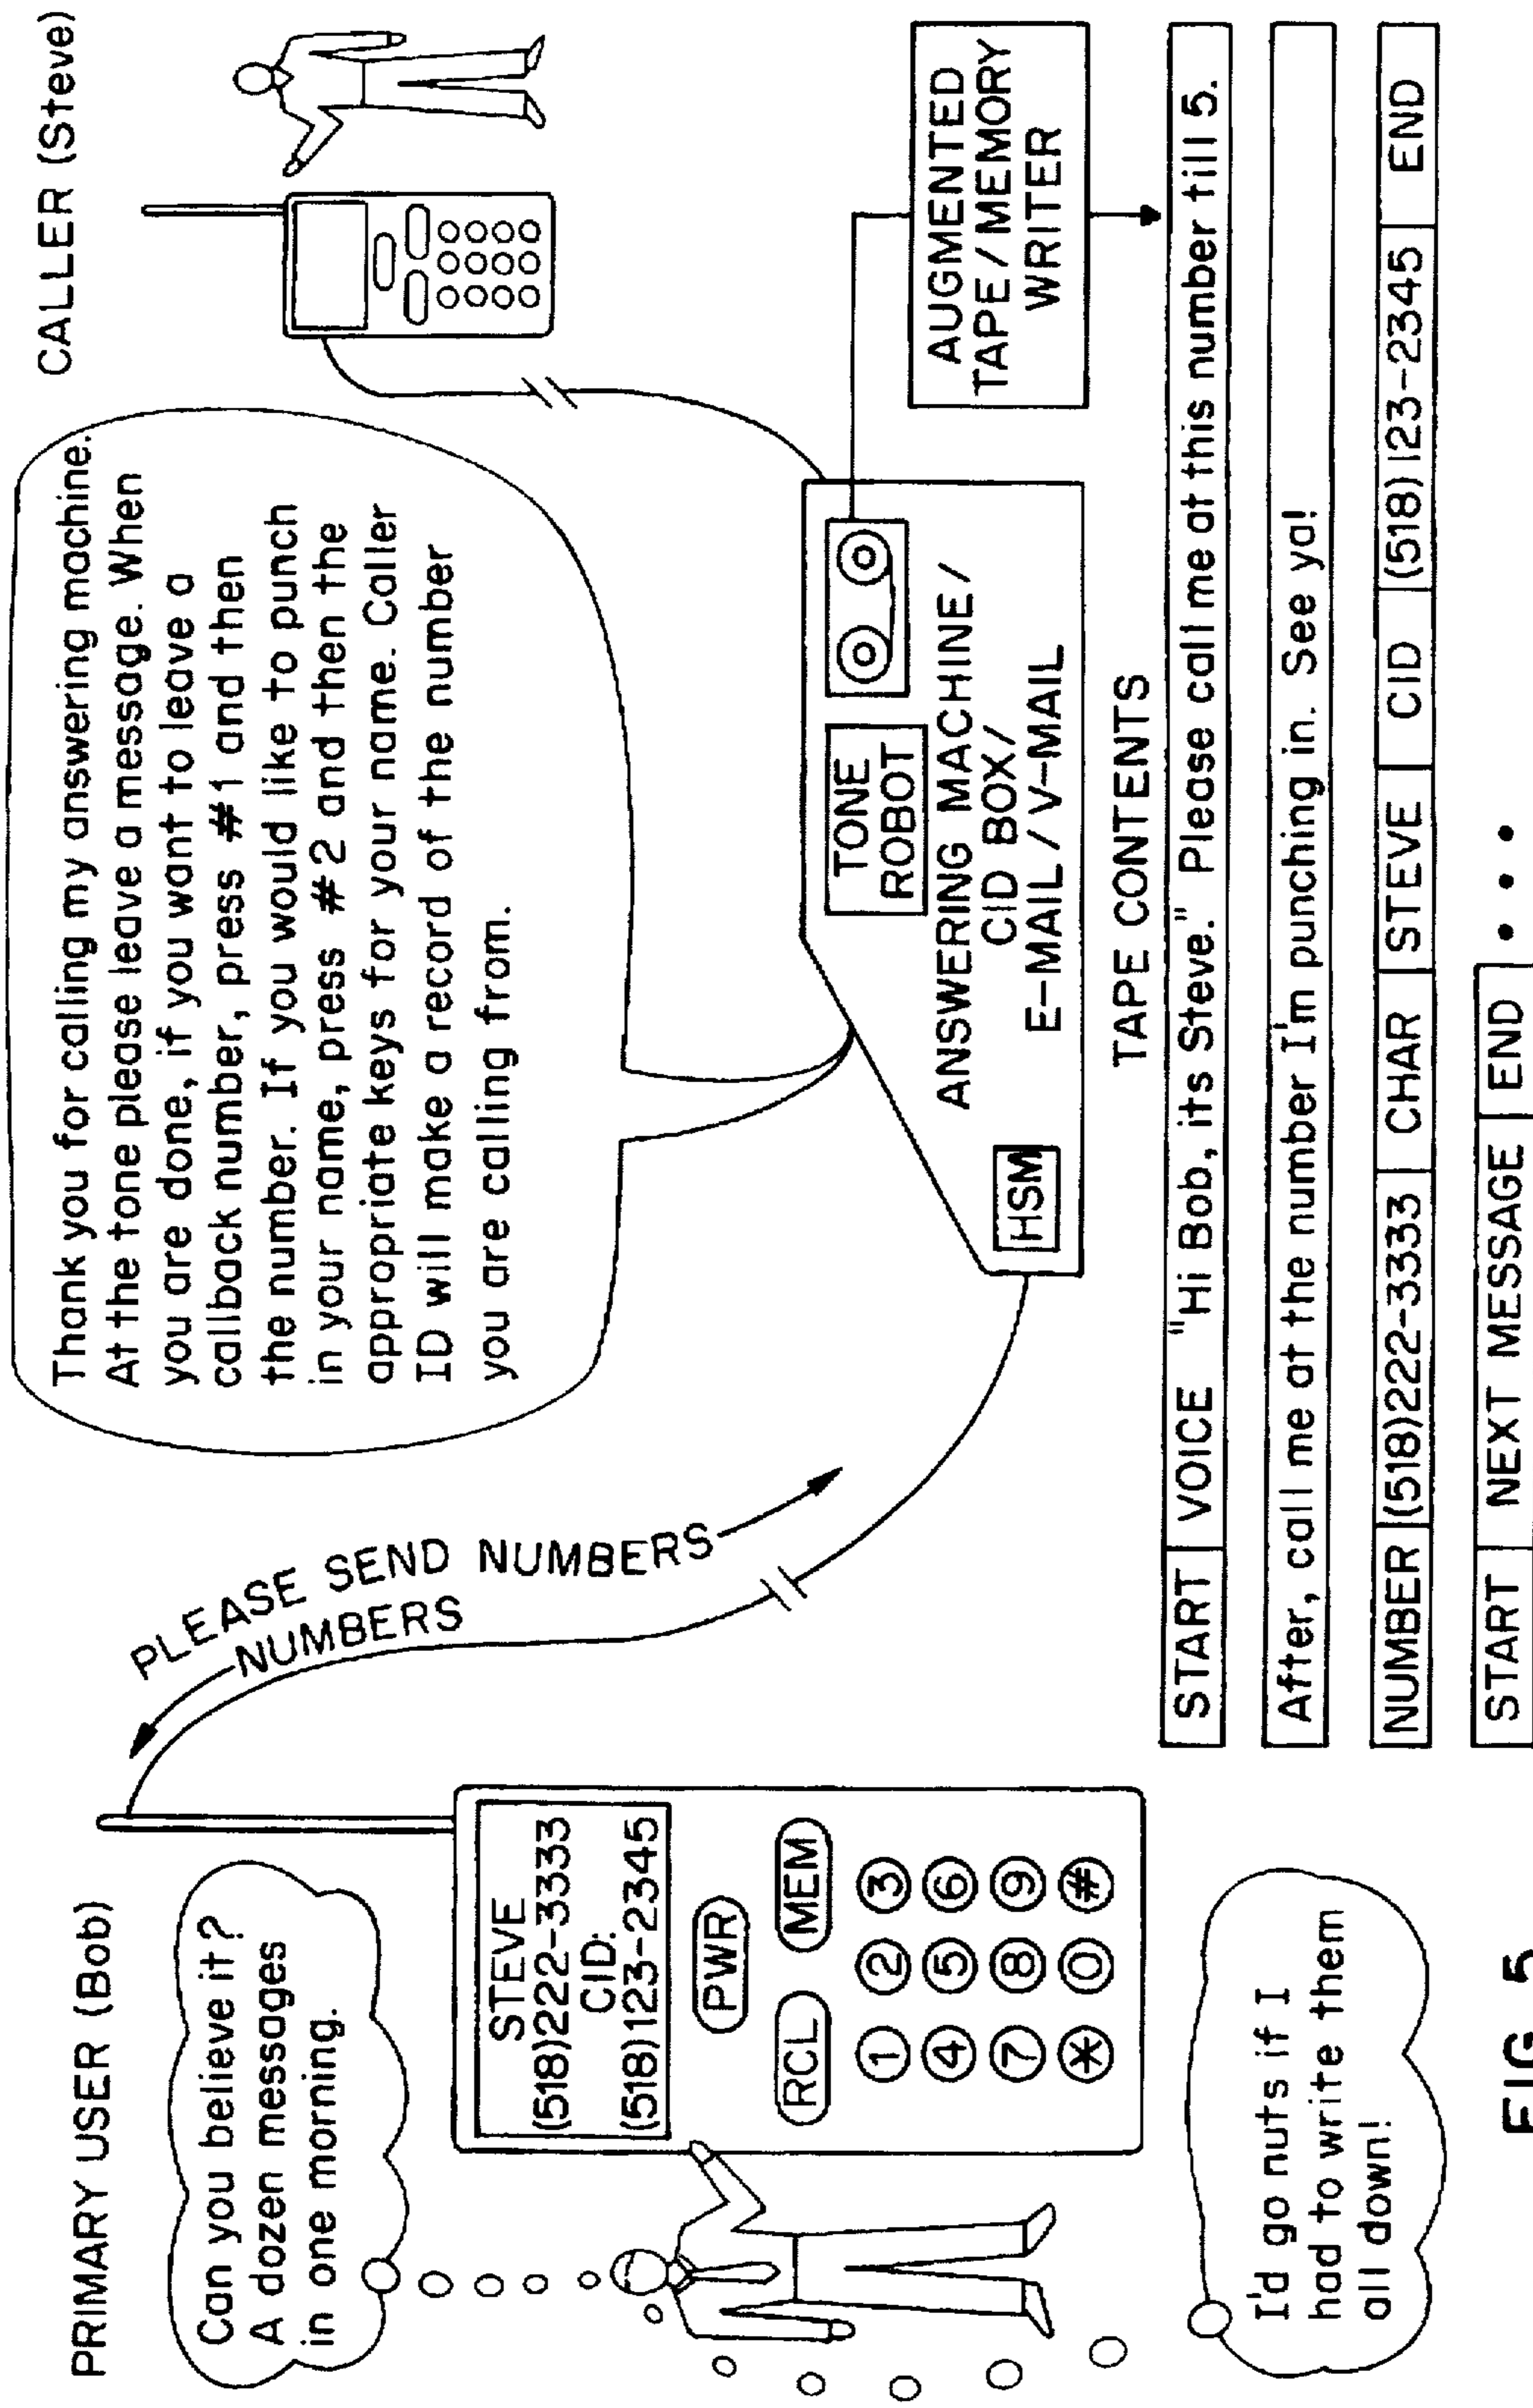 PRIMARY USER (Bob)
Can you believe it?
A dozen messages
in one morning.
STEVE
(518)222-3333
CID:
(518)123-2345
PWR
RCL
MEM
1 2 3
4 5 6
7 8 9
* 0 #
I'd go nuts if I
had to write them
all down!
PLEASE SEND NUMBERS
NUMBERS
Thank you for calling my answering machine.
At the tone please leave a message. When
you are done, if you want to leave a
callback number, press #1 and then
the number. If you would like to punch
in your name, press #2 and then the
appropriate keys for your name. Caller
ID will make a record of the number
you are calling from.
CALLER (Steve)
TONE
ROBOT
ANSWERING MACHINE/
CID BOX/
E-MAIL/V-MAIL
HSM
AUGMENTED
TAPE/MEMORY
WRITER
TAPE CONTENTS
START VOICE "Hi Bob, its Steve." Please call me at this number till 5.
After, call me at the number I'm punching in. See ya!
NUMBER (518)222-3333 CHAR STEVE CID (518)123-2345 END
START NEXT MESSAGE END • • •
FIG. 5